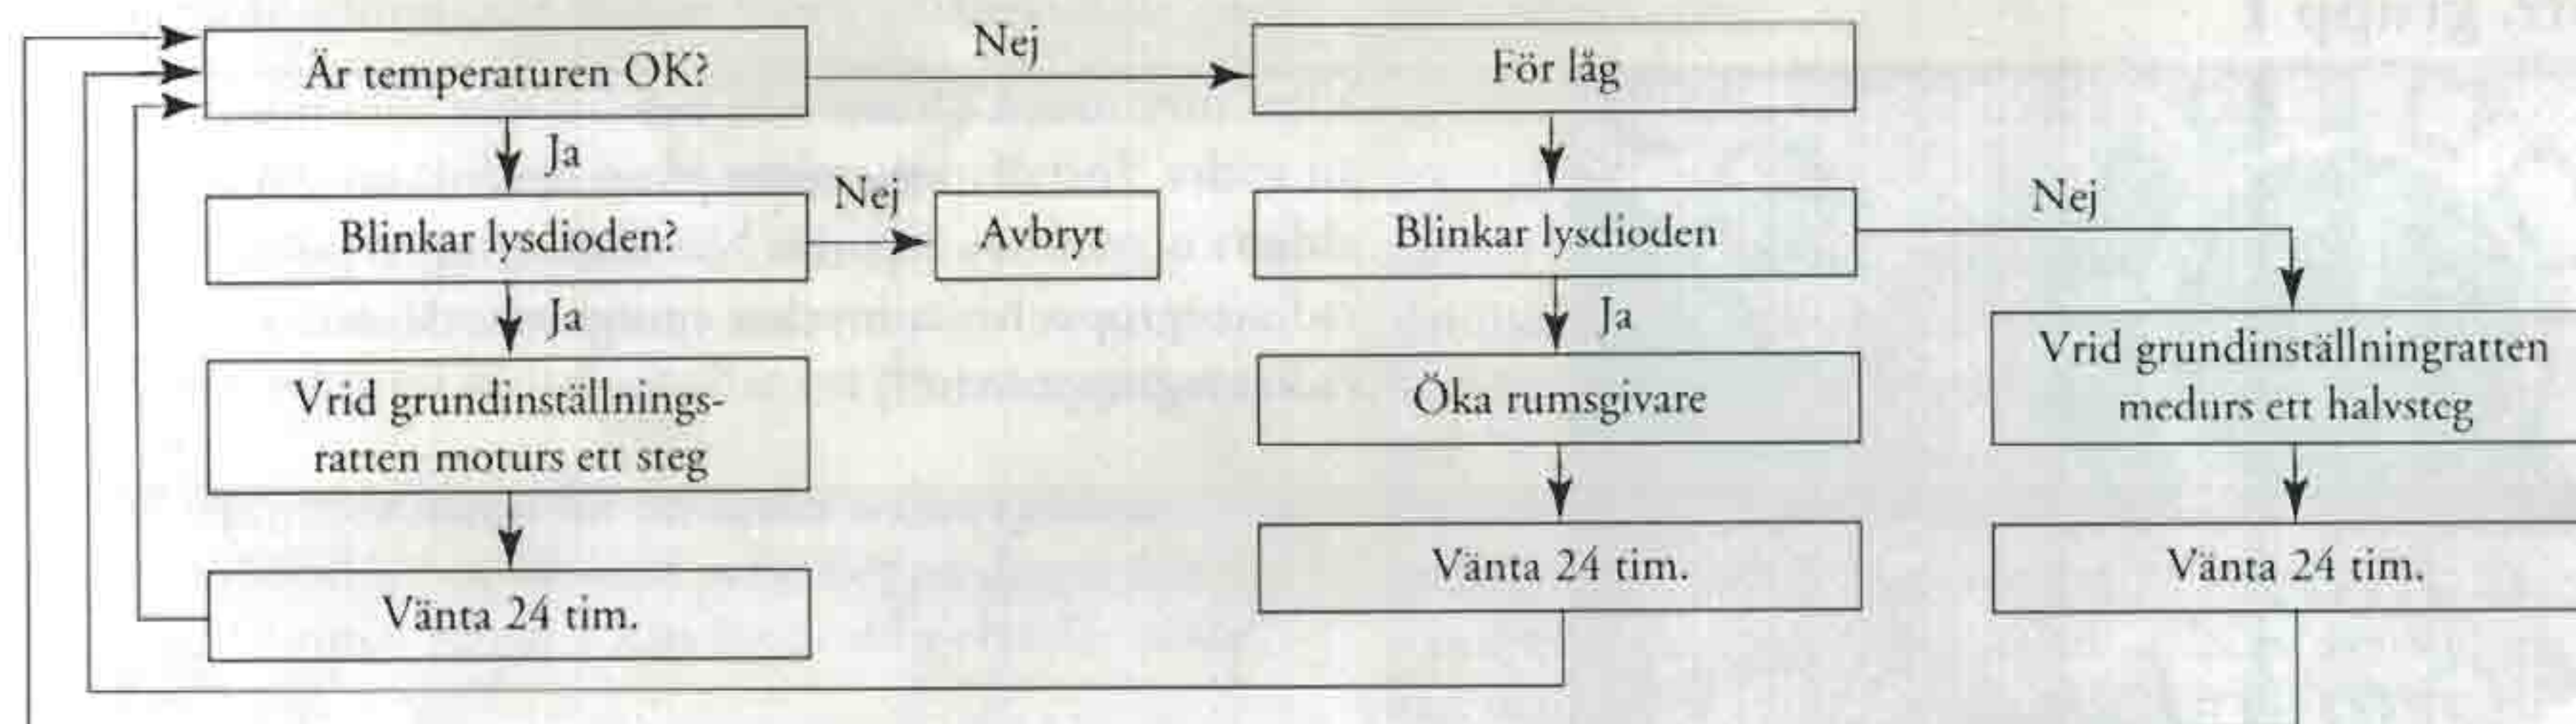 Är temperaturen OK?
Nej
För låg
Ja
Blinkar lysdioden?
Nej
Avbryt
Blinkar lysdioden
Nej
Ja
Ja
Vrid grundinställnings-
ratten moturs ett steg
Öka rumsgivare
Vrid grundinställningratten
medurs ett halvsteg
Vänta 24 tim.
Vänta 24 tim.
Vänta 24 tim.